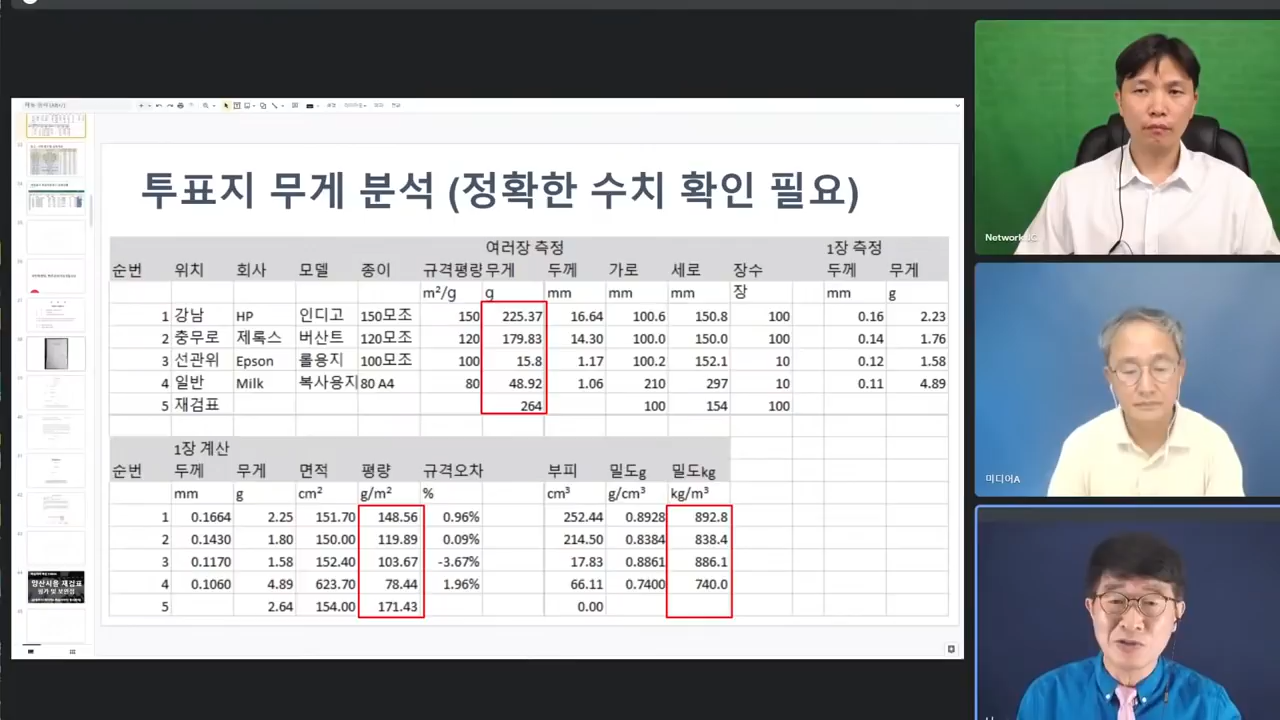 투표지 무게 분석 (정확한 수치 확인 필요)
여러장 측정 1장 측정
순번 위치 회사 모델 종이 규격평량 무게 두께 가로 세로 장수 두께 무게
m²/g g mm mm mm 장 mm g
1 강남 HP 인디고 150모조 150 225.37 16.64 100.6 150.8 100 0.16 2.23
2 충무로 제록스 버산트 120모조 120 179.83 14.30 100.0 150.0 100 0.14 1.76
3 선관위 Epson 롤용지 100모조 100 15.8 1.17 100.2 152.1 10 0.12 1.58
4 일반 Milk 복사용지 80 A4 80 48.92 1.06 210 297 10 0.11 4.89
5 재검표 264 100 154 100
1장 계산
순번 두께 무게 면적 평량 규격오차 부피 밀도g 밀도kg
mm g cm² g/m² % cm³ g/cm³ kg/m³
1 0.1664 2.25 151.70 148.56 0.96% 252.44 0.8928 892.8
2 0.1430 1.80 150.00 119.89 0.09% 214.50 0.8384 838.4
3 0.1170 1.58 152.40 103.67 -3.67% 17.83 0.8861 886.1
4 0.1060 4.89 623.70 78.44 1.96% 66.11 0.7400 740.0
5 2.64 154.00 171.43 0.00
양산시을 재검표
Network JC
미디어A